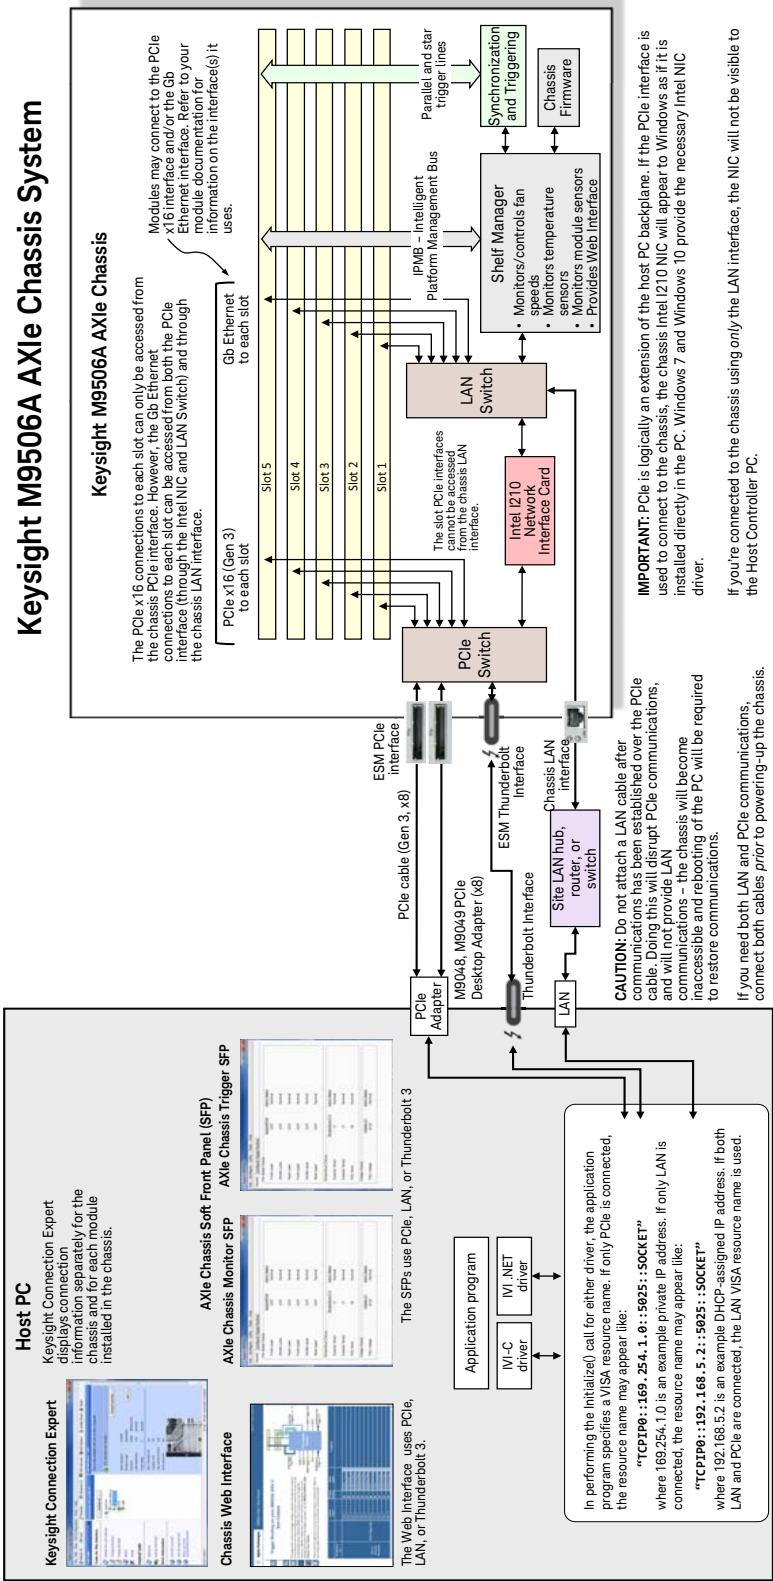 Keysight M9506A AXIe Chassis System
Host PC
Keysight Connection Expert
Keysight Connection Expert
displays connection
information separately for the
chassis and for each module
installed in the chassis.
Chassis Web Interface
The Web Interface uses PCIe,
LAN, or Thunderbolt 3.
AXIe Chassis Soft Front Panel (SFP)
AXIe Chassis Monitor SFP
AXIe Chassis Trigger SFP
The SFPs use PCIe, LAN, or Thunderbolt 3
Application program
IVI-C
driver
IVI .NET
driver
In performing the Initialize() call for either driver, the application
program specifies a VISA resource name. If only PCIe is connected,
the resource name may appear like:
“TCPIP0::169.254.1.0::5025::SOCKET”
where 169.254.1.0 is an example private IP address. If only LAN is
connected, the resource name may appear like:
“TCPIP0::192.168.5.2::5025::SOCKET”
where 192.168.5.2 is an example DHCP-assigned IP address. If both
LAN and PCIe are connected, the LAN VISA resource name is used.
PCIe
Adapter
M9048, M9049 PCIe
Desktop Adapter (x8)
Thunderbolt Interface
LAN
PCIe cable (Gen 3, x8)
ESM PCIe
interface
ESM Thunderbolt
Interface
Chassis LAN
interface
Site LAN hub,
router, or
switch
CAUTION: Do not attach a LAN cable after
communications has been established over the PCIe
cable. Doing this will disrupt PCIe communications,
and will not provide LAN
communications – the chassis will become
inaccessible and rebooting of the PC will be required
to restore communications.
If you need both LAN and PCIe communications,
connect both cables prior to powering-up the chassis.
Keysight M9506A AXIe Chassis
The PCIe x16 connections to each slot can only be accessed from
the chassis PCIe interface. However, the Gb Ethernet
connections to each slot can be accessed from both the PCIe
interface (through the Intel NIC and LAN Switch) and through
the chassis LAN interface.
Modules may connect to the PCIe
x16 interface and/or the Gb
Ethernet interface. Refer to your
module documentation for
information on the interface(s) it
uses.
PCIe x16 (Gen 3)
to each slot
Gb Ethernet
to each slot
Slot 5
Slot 4
Slot 3
Slot 2
Slot 1
The slot PCIe interfaces
cannot be accessed
from the chassis LAN
interface.
IPMB – Intelligent
Platform Management Bus
Parallel and star
trigger lines
PCIe
Switch
Intel I210
Network
Interface Card
LAN
Switch
Shelf Manager
• Monitors/controls fan
speeds
• Monitors temperature
sensors
• Monitors module sensors
• Provides Web Interface
Synchronization
and Triggering
Chassis
Firmware
IMPORTANT: PCIe is logically an extension of the host PC backplane. If the PCIe interface is
used to connect to the chassis, the chassis Intel I210 NIC will appear to Windows as if it is
installed directly in the PC. Windows 7 and Windows 10 provide the necessary Intel NIC
driver.
If you're connected to the chassis using only the LAN interface, the NIC will not be visible to
the Host Controller PC.